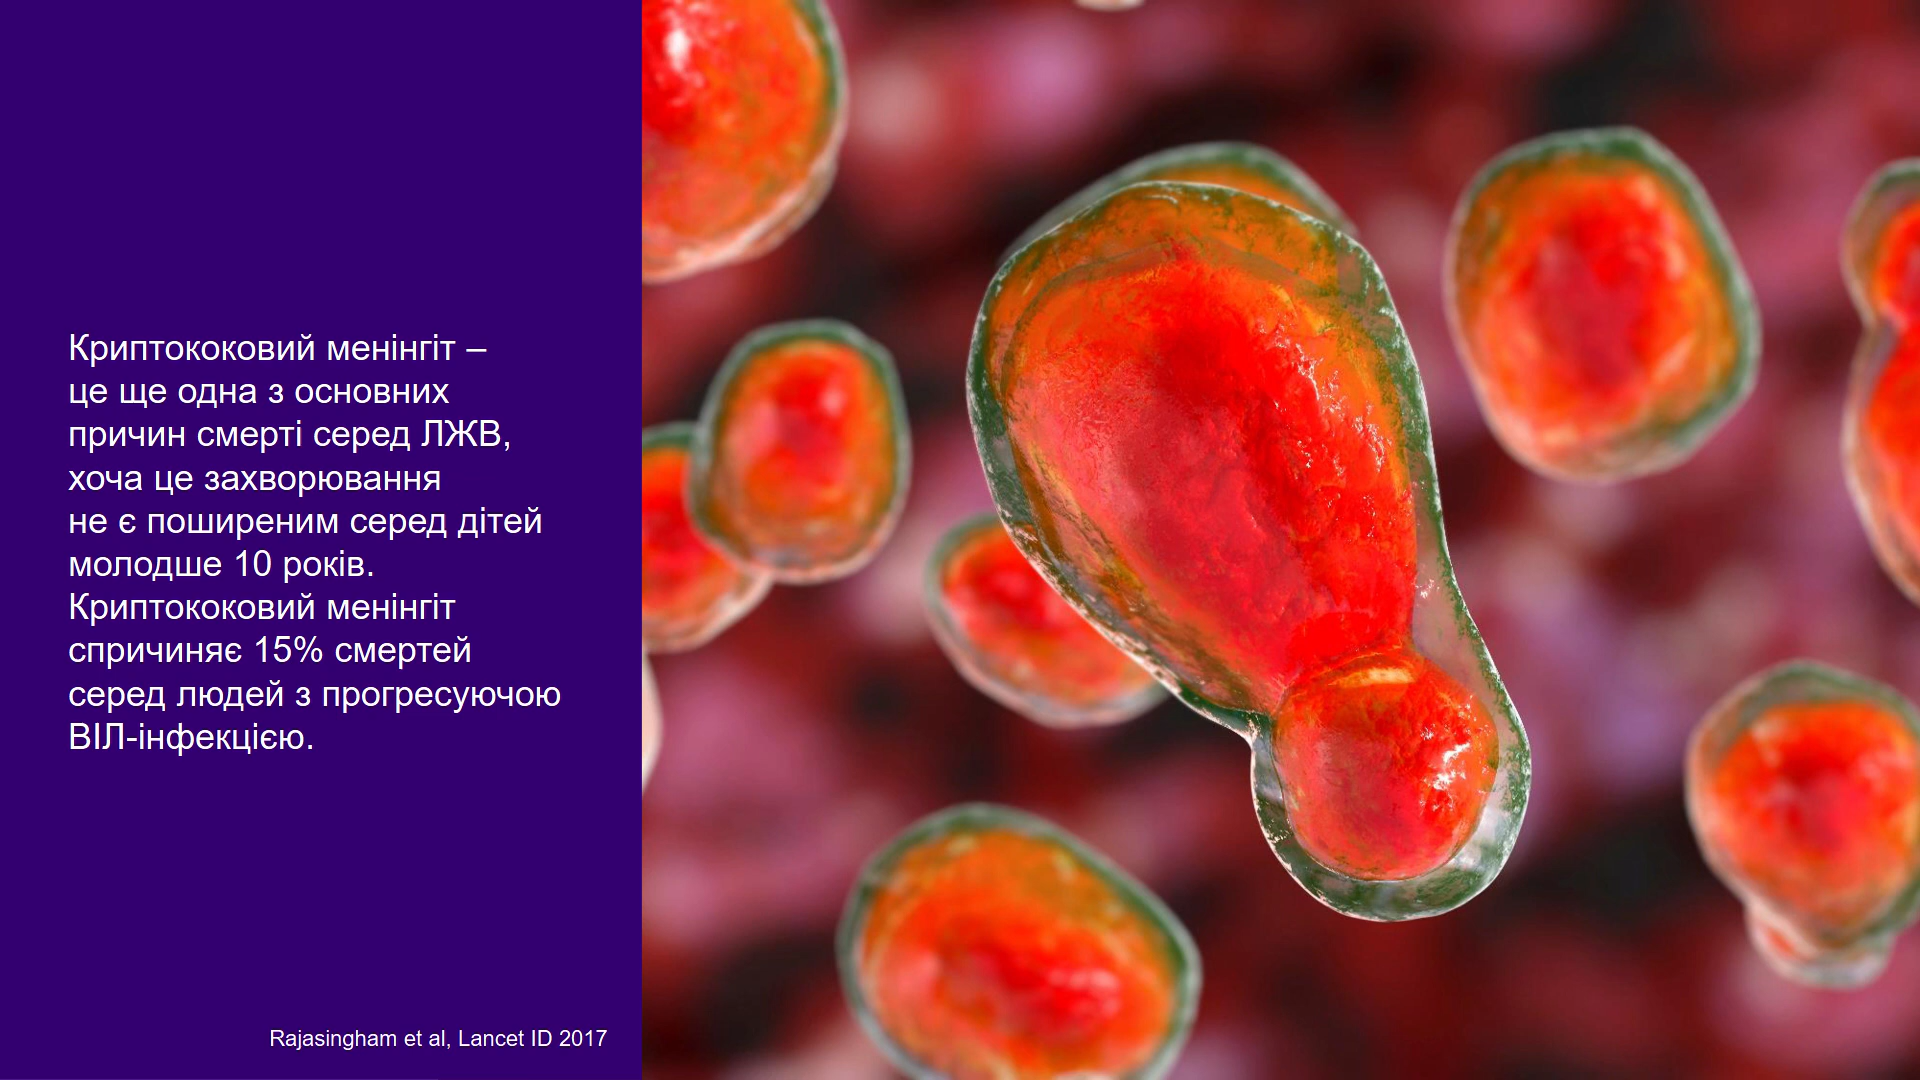 Криптококовий менінгіт –
це ще одна з основних
причин смерті серед ЛЖВ,
хоча це захворювання
не є поширеним серед дітей
молодше 10 років.
Криптококовий менінгіт
спричиняє 15% смертей
серед людей з прогресуючою
ВІЛ-інфекцією.
Rajasingham et al, Lancet ID 2017